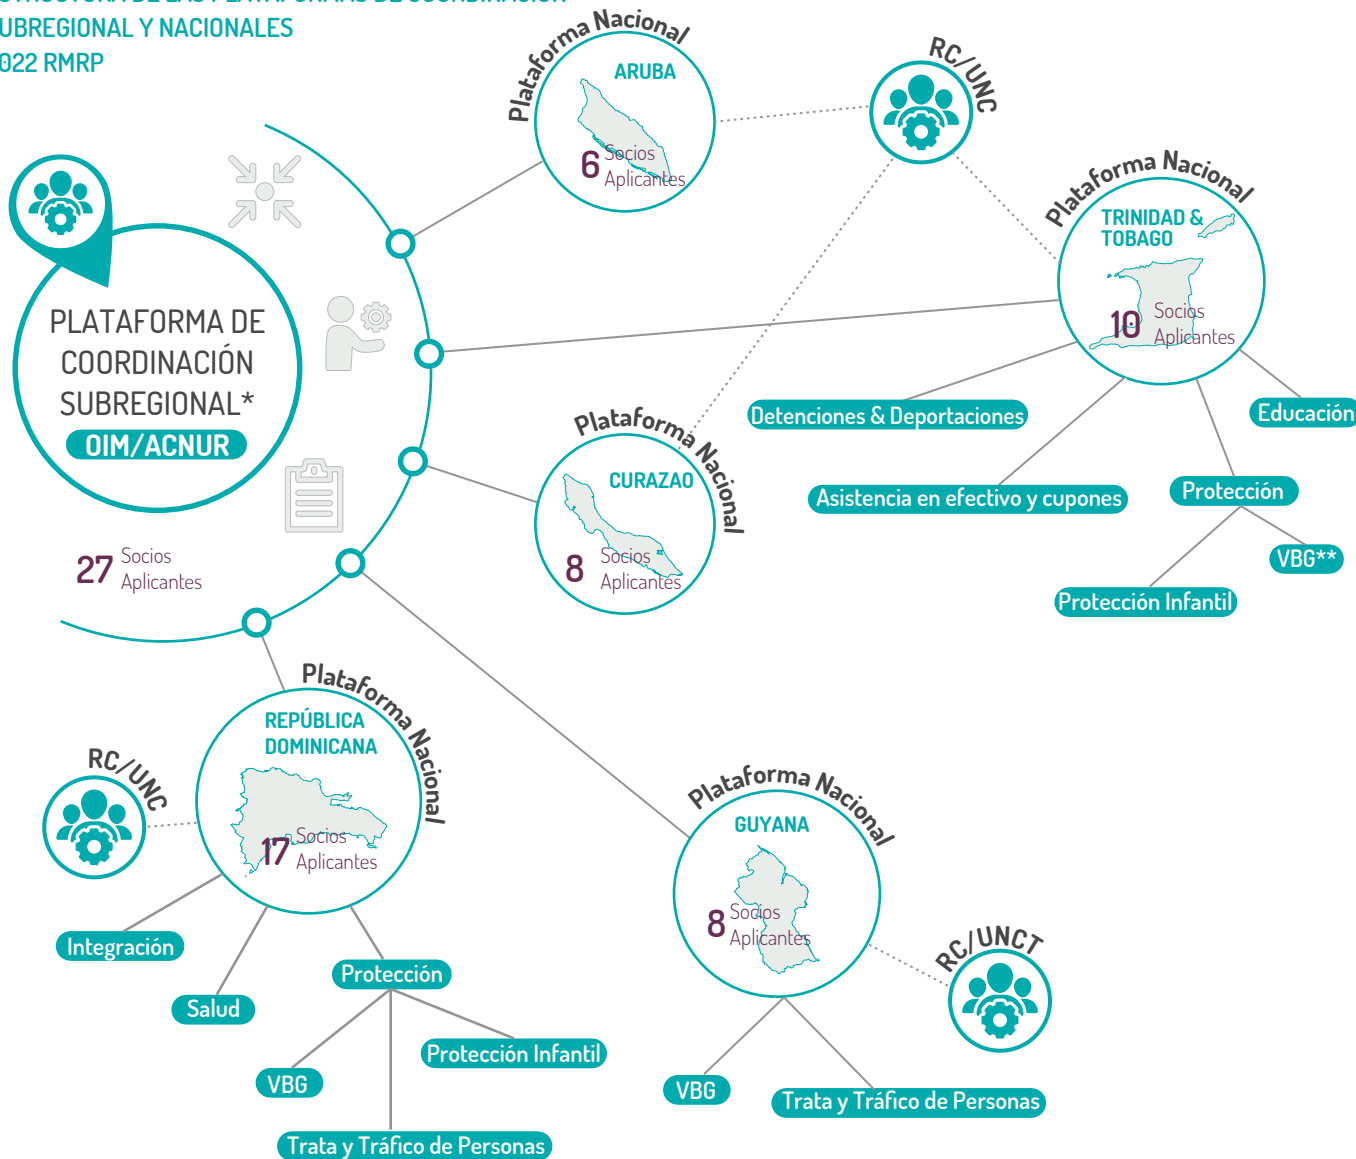 UBREGIONAL Y NACIONALES
022 RMRP
Plataforma Nacional
ARUBA
6 Socios
Aplicantes
RC/UNC
Plataforma Nacional
TRINIDAD &
TOBAGO
10 Socios
Aplicantes
PLATAFORMA DE
COORDINACIÓN
SUBREGIONAL*
OIM/ACNUR
27 Socios
Aplicantes
Plataforma Nacional
CURAZAO
8 Socios
Aplicantes
Detenciones & Deportaciones
Educación
Asistencia en efectivo y cupones
Protección
VBG**
Protección Infantil
Plataforma Nacional
REPÚBLICA
DOMINICANA
17 Socios
Aplicantes
RC/UNC
Integración
Salud
Protección
Protección Infantil
VBG
Trata y Tráfico de Personas
Plataforma Nacional
GUYANA
8 Socios
Aplicantes
RC/UNCT
VBG
Trata y Tráfico de Personas